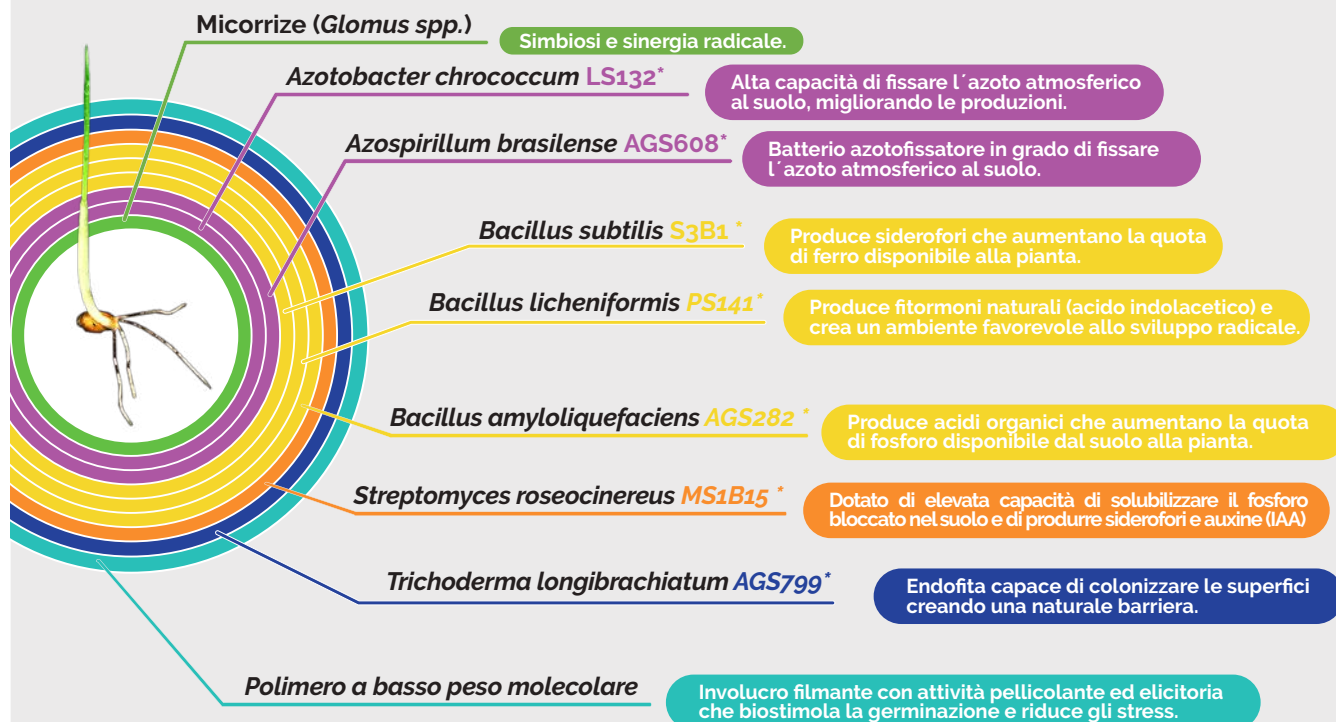 Micorrize (Glomus spp.)
Simbiosi e sinergia radicale.
Azotobacter chrococcum LS132*
Alta capacità di fissare l´azoto atmosferico
al suolo, migliorando le produzioni.
Azospirillum brasilense AGS608*
Batterio azotofissatore in grado di fissare
l´azoto atmosferico al suolo.
Bacillus subtilis S3B1 *
Produce siderofori che aumentano la quota
di ferro disponibile alla pianta.
Bacillus licheniformis PS141*
Produce fitormoni naturali (acido indolacetico) e
crea un ambiente favorevole allo sviluppo radicale.
Bacillus amyloliquefaciens AGS282 *
Produce acidi organici che aumentano la quota
di fosforo disponibile dal suolo alla pianta.
Streptomyces roseocinereus MS1B15 *
Dotato di elevata capacità di solubilizzare il fosforo
bloccato nel suolo e di produrre siderofori e auxine (IAA)
Trichoderma longibrachiatum AGS799*
Endofita capace di colonizzare le superfici
creando una naturale barriera.
Polimero a basso peso molecolare
Involucro filmante con attività pellicolante ed elicitoria
che biostimola la germinazione e riduce gli stress.